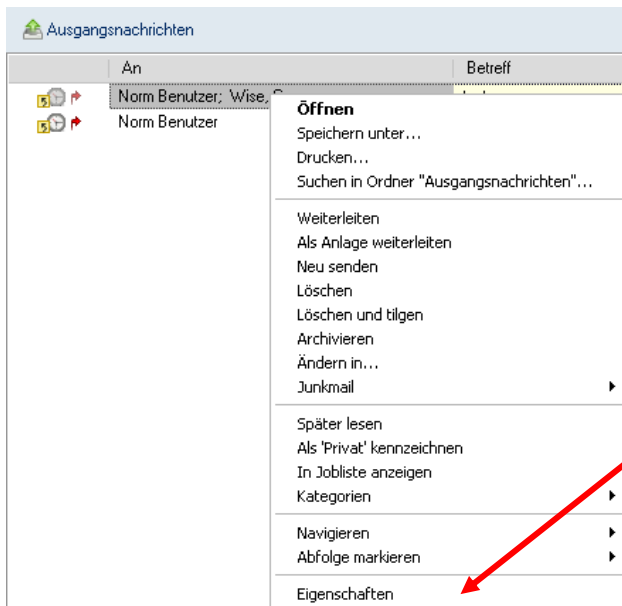 Ausgangsnachrichten
An Betreff
Norm Benutzer; Wise,
Norm Benutzer
Öffnen
Speichern unter...
Drucken...
Suchen in Ordner "Ausgangsnachrichten"...
Weiterleiten
Als Anlage weiterleiten
Neu senden
Löschen
Löschen und tilgen
Archivieren
Ändern in...
Junkmail
Später lesen
Als 'Privat' kennzeichnen
In Jobliste anzeigen
Kategorien
Navigieren
Abfolge markieren
Eigenschaften